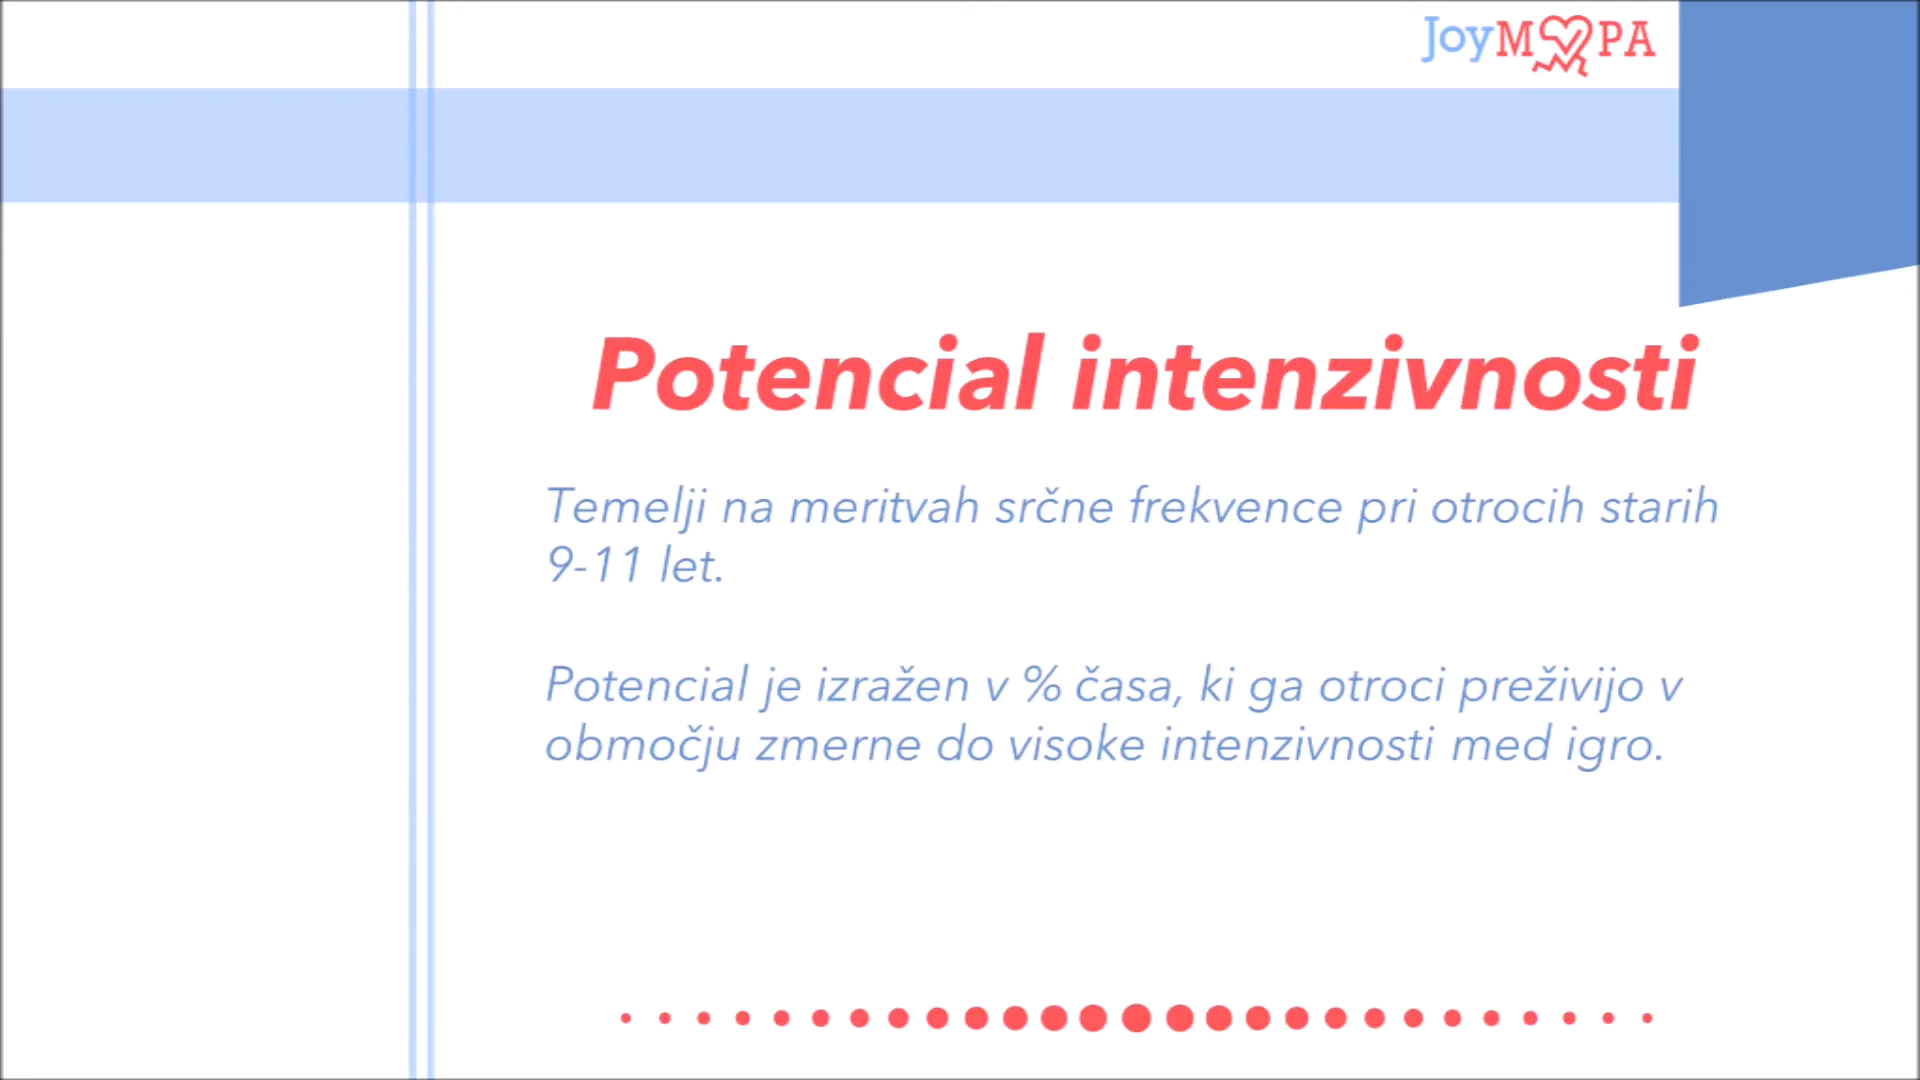 JoyMOPA
Potencial intenzivnosti
Temelji na meritvah srčne frekvence pri otrocih starih
9-11 let.
Potencial je izražen v % časa, ki ga otroci preživijo v
območju zmerne do visoke intenzivnosti med igro.